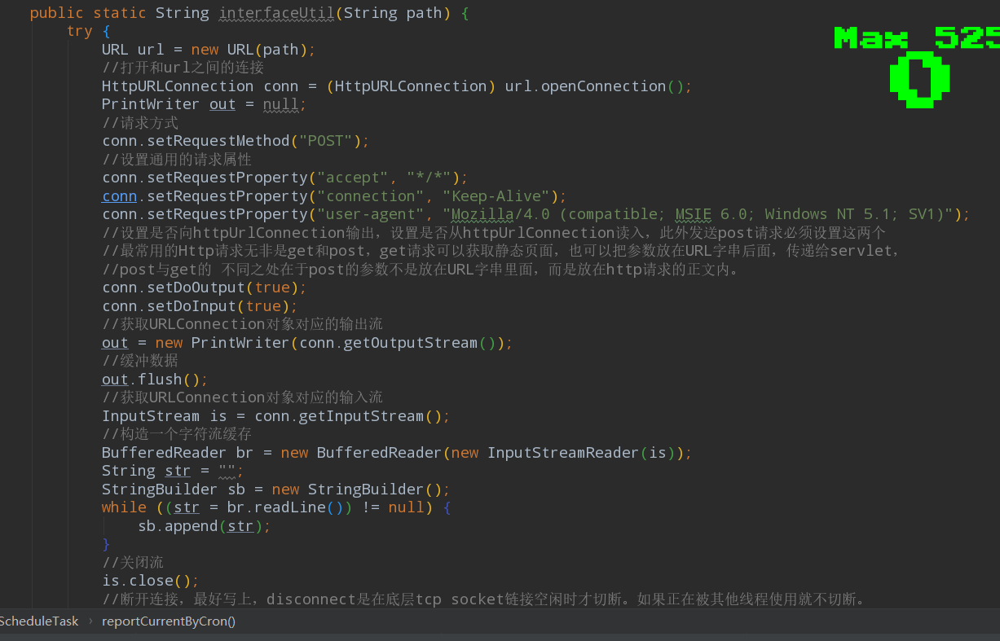 public static String interfaceUtil(String path) {
try {
URL url = new URL(path);
//打开和url之间的连接
HttpURLConnection conn = (HttpURLConnection) url.openConnection();
PrintWriter out = null;
//请求方式
conn.setRequestMethod("POST");
//设置通用的请求属性
conn.setRequestProperty("accept", "*/*");
conn.setRequestProperty("connection", "Keep-Alive");
conn.setRequestProperty("user-agent", "Mozilla/4.0 (compatible; MSIE 6.0; Windows NT 5.1; SV1)");
//设置是否向httpUrlConnection输出，设置是否从httpUrlConnection读入，此外发送post请求必须设置这两个
//最常用的Http请求无非是get和post，get请求可以获取静态页面，也可以把参数放在URL字串后面，传递给servlet，
//post与get的 不同之处在于post的参数不是放在URL字串里面，而是放在http请求的正文内。
conn.setDoOutput(true);
conn.setDoInput(true);
//获取URLConnection对象对应的输出流
out = new PrintWriter(conn.getOutputStream());
//缓冲数据
out.flush();
//获取URLConnection对象对应的输入流
InputStream is = conn.getInputStream();
//构造一个字符流缓存
BufferedReader br = new BufferedReader(new InputStreamReader(is));
String str = "";
StringBuilder sb = new StringBuilder();
while ((str = br.readLine()) != null) {
sb.append(str);
}
//关闭流
is.close();
//断开连接，最好写上，disconnect是在底层tcp socket链接空闲时才切断。如果正在被其他线程使用就不切断。
Max 525
0
ScheduleTask › reportCurrentByCron()